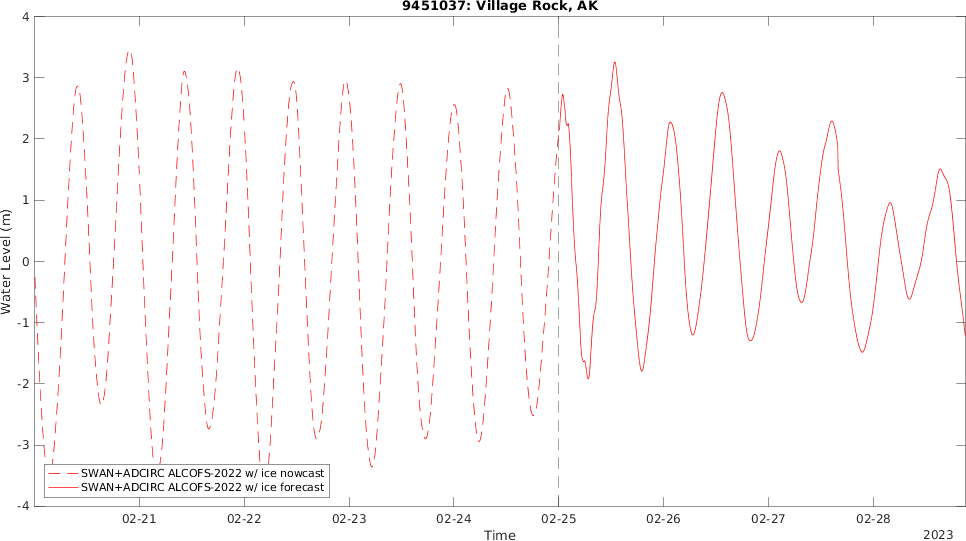 9451037: Village Rock, AK
4
3
2
1
0
-1
-2
-3
-4
Water Level (m)
SWAN+ADCIRC ALCOFS-2022 w/ ice nowcast
SWAN+ADCIRC ALCOFS-2022 w/ ice forecast
02-21 02-22 02-23 02-24 02-25 02-26 02-27 02-28
Time
2023